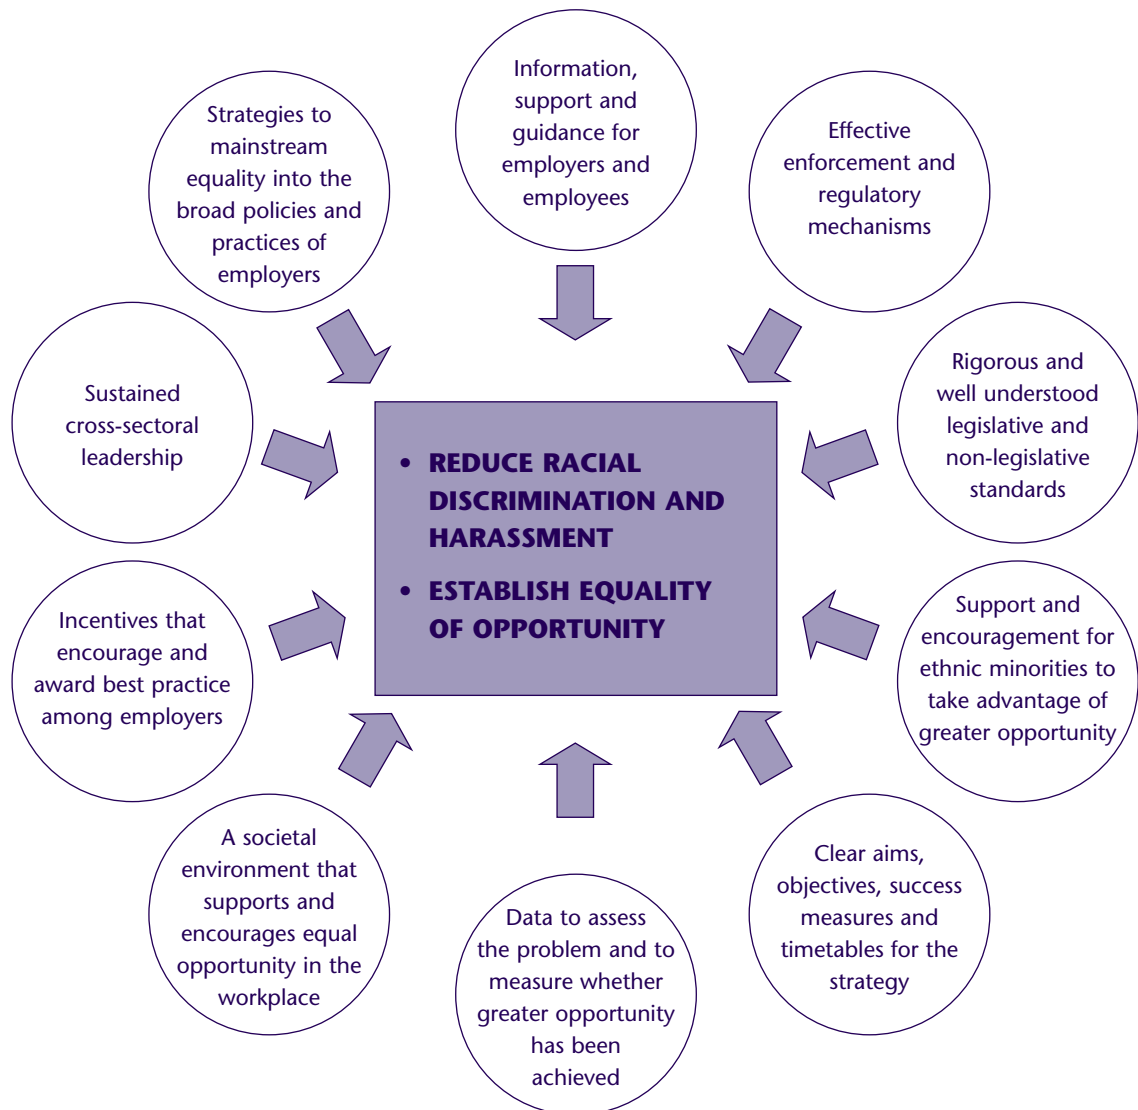 Information,
support and
guidance for
employers and
employees
Effective
enforcement and
regulatory
mechanisms
Rigorous and
well understood
legislative and
non-legislative
standards
Support and
encouragement for
ethnic minorities to
take advantage of
greater opportunity
Clear aims,
objectives, success
measures and
timetables for the
strategy
Data to assess
the problem and to
measure whether
greater opportunity
has been
achieved
A societal
environment that
supports and
encourages equal
opportunity in the
workplace
Incentives that
encourage and
award best practice
among employers
Sustained
cross-sectoral
leadership
Strategies to
mainstream
equality into the
broad policies and
practices of
employers
• REDUCE RACIAL
DISCRIMINATION AND
HARASSMENT
• ESTABLISH EQUALITY
OF OPPORTUNITY